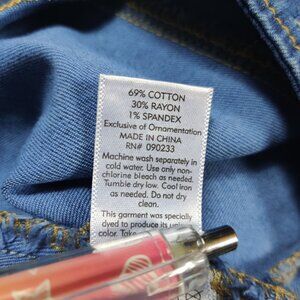 69% COTTON
30% RAYON
1% SPANDEX
Exclusive of Ornamentation
MADE IN CHINA
RN# 090233
Machine wash separately in
cold water. Use only non-
chlorine bleach as needed.
Tumble dry low. Cool iron
as needed. Do not dry
clean.
This garment was specially
dyed to produce its unique
color. Take